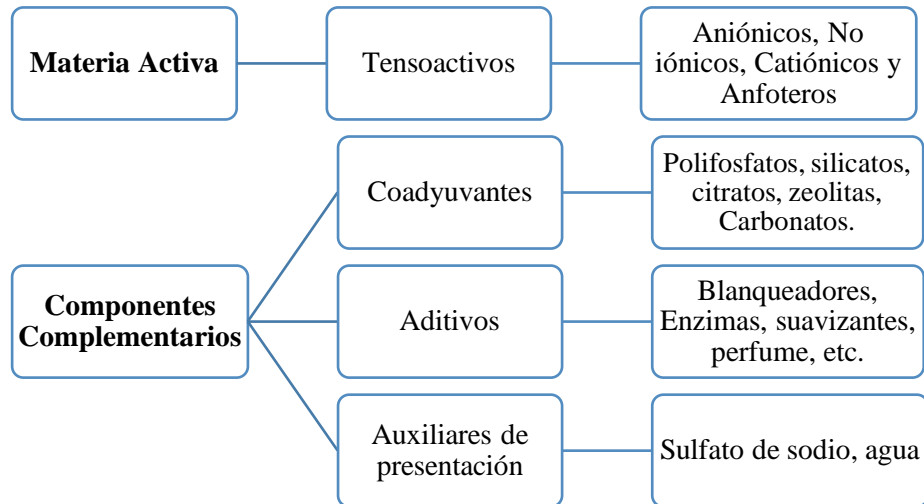 Materia Activa
Tensoactivos
Aniónicos, No
iónicos, Catiónicos y
Anfoteros
Componentes
Complementarios
Coadyuvantes
Polifosfatos, silicatos,
citratos, zeolitas,
Carbonatos.
Aditivos
Blanqueadores,
Enzimas, suavizantes,
perfume, etc.
Auxiliares de
presentación
Sulfato de sodio, agua